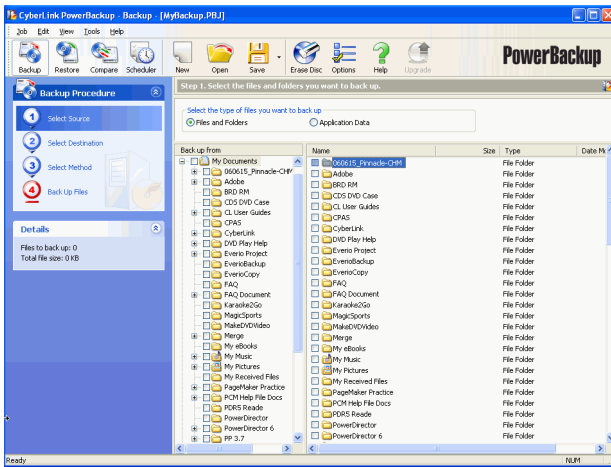 CyberLink PowerBackup - Backup - [MyBackup.PBJ]
Job Edit View Tools Help
Backup Restore Compare Scheduler New Open Save Erase Disc Options Help Upgrade
PowerBackup
Backup Procedure
1 Select Source
2 Select Destination
3 Select Method
4 Back Up Files
Details
Files to back up: 0
Total file size: 0 KB
Step 1. Select the files and folders you want to back up.
Select the type of files you want to back up
Files and Folders Application Data
Back up from
My Documents
060615_Pinnacle-CHM
Adobe
BRD RM
CDS DVD Case
CL User Guides
CPAS
CyberLink
DVD Play Help
Everio Project
EverioBackup
EverioCopy
FAQ
FAQ Document
Karaoke2Go
MagicSports
MakeDVDVideo
Merge
My eBooks
My Music
My Pictures
My Received Files
PageMaker Practice
PCM Help File Docs
PDR5 Reade
PowerDirector
PowerDirector 6
PP 3.7
Name Size Type Date M
060615_Pinnacle-CHM File Folder
Adobe File Folder
BRD RM File Folder
CDS DVD Case File Folder
CL User Guides File Folder
CPAS File Folder
CyberLink File Folder
DVD Play Help File Folder
Everio Project File Folder
EverioBackup File Folder
EverioCopy File Folder
FAQ File Folder
FAQ Document File Folder
Karaoke2Go File Folder
MagicSports File Folder
MakeDVDVideo File Folder
Merge File Folder
My eBooks File Folder
My Music File Folder
My Pictures File Folder
My Received Files File Folder
PageMaker Practice File Folder
PCM Help File Docs File Folder
PDR5 Reade File Folder
PowerDirector File Folder
PowerDirector 6 File Folder
Ready NUM